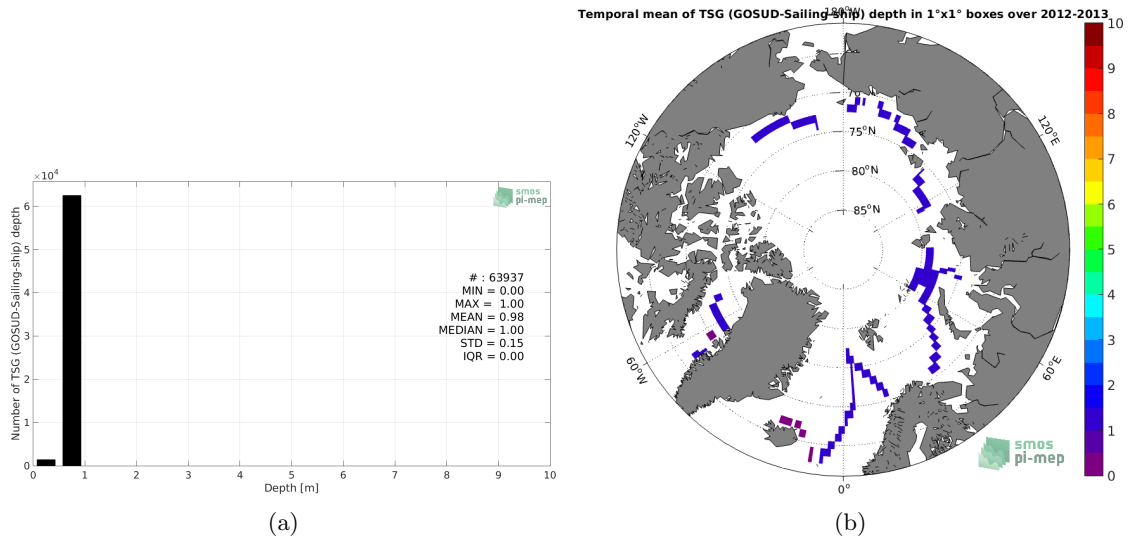 Temporal mean of TSG (GOSUD-Sailing-ship) depth in 1°x1° boxes over 2012-2013
×10⁴
Number of TSG (GOSUD-Sailing-ship) depth
6
5
4
3
2
1
0
0 1 2 3 4 5 6 7 8 9 10
Depth [m]
smos
pi-mep
# : 63937
MIN = 0.00
MAX = 1.00
MEAN = 0.98
MEDIAN = 1.00
STD = 0.15
IQR = 0.00
(a)
180°W
120°W
120°E
75°N
80°N
85°N
60°W
60°E
0°
smos
pi-mep
10
9
8
7
6
5
4
3
2
1
0
(b)